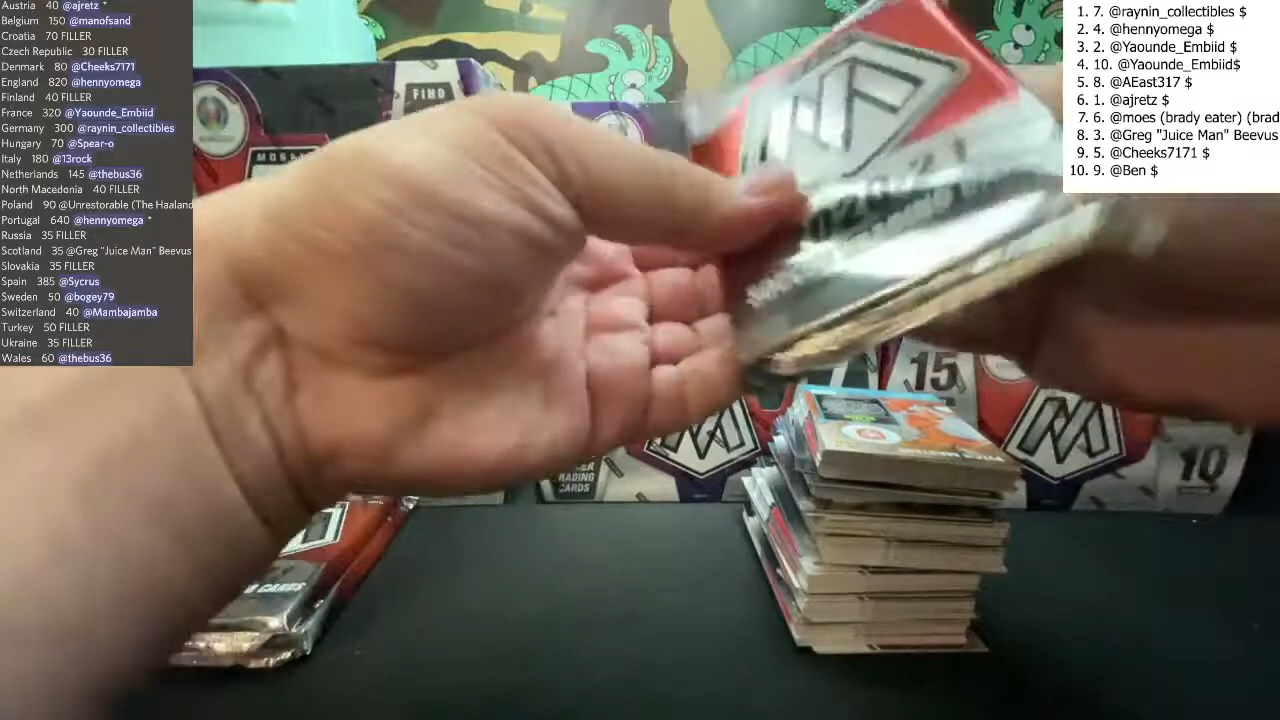 Austria 40 @ajretz *
Belgium 150 @manofsand
Croatia 70 FILLER
Czech Republic 30 FILLER
Denmark 80 @Cheeks7171
England 820 @hennyomega
Finland 40 FILLER
France 320 @Yaounde_Embiid
Germany 300 @raynin_collectibles
Hungary 70 @Spear-o
Italy 180 @13rock
Netherlands 145 @thebus36
North Macedonia 40 FILLER
Poland 90 @Unrestorable (The Haaland
Portugal 640 @hennyomega *
Russia 35 FILLER
Scotland 35 @Greg "Juice Man" Beevus
Slovakia 35 FILLER
Spain 385 @Sycrus
Sweden 50 @bogey79
Switzerland 40 @Mambajamba
Turkey 50 FILLER
Ukraine 35 FILLER
Wales 60 @thebus36
1. 7. @raynin_collectibles $
2. 4. @hennyomega $
3. 2. @Yaounde_Embiid $
4. 10. @Yaounde_Embiid$
5. 8. @AEast317 $
6. 1. @ajretz $
7. 6. @moes (brady eater) (brad
8. 3. @Greg "Juice Man" Beevus
9. 5. @Cheeks7171 $
10. 9. @Ben $
FIND
MOSA
15
10
TRADING
CARDS
CARDS